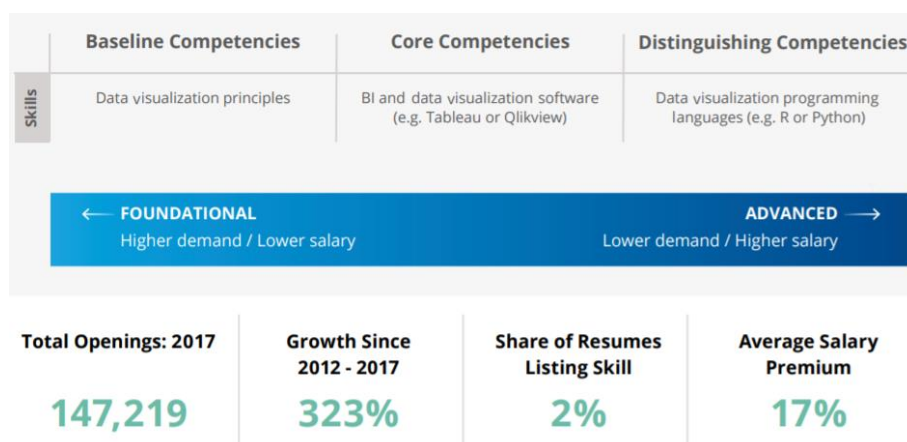 Baseline Competencies
Core Competencies
Distinguishing Competencies
Skills
Data visualization principles
BI and data visualization software
(e.g. Tableau or Qlikview)
Data visualization programming
languages (e.g. R or Python)
← FOUNDATIONAL
Higher demand / Lower salary
ADVANCED →
Lower demand / Higher salary
Total Openings: 2017
147,219
Growth Since
2012 - 2017
323%
Share of Resumes
Listing Skill
2%
Average Salary
Premium
17%